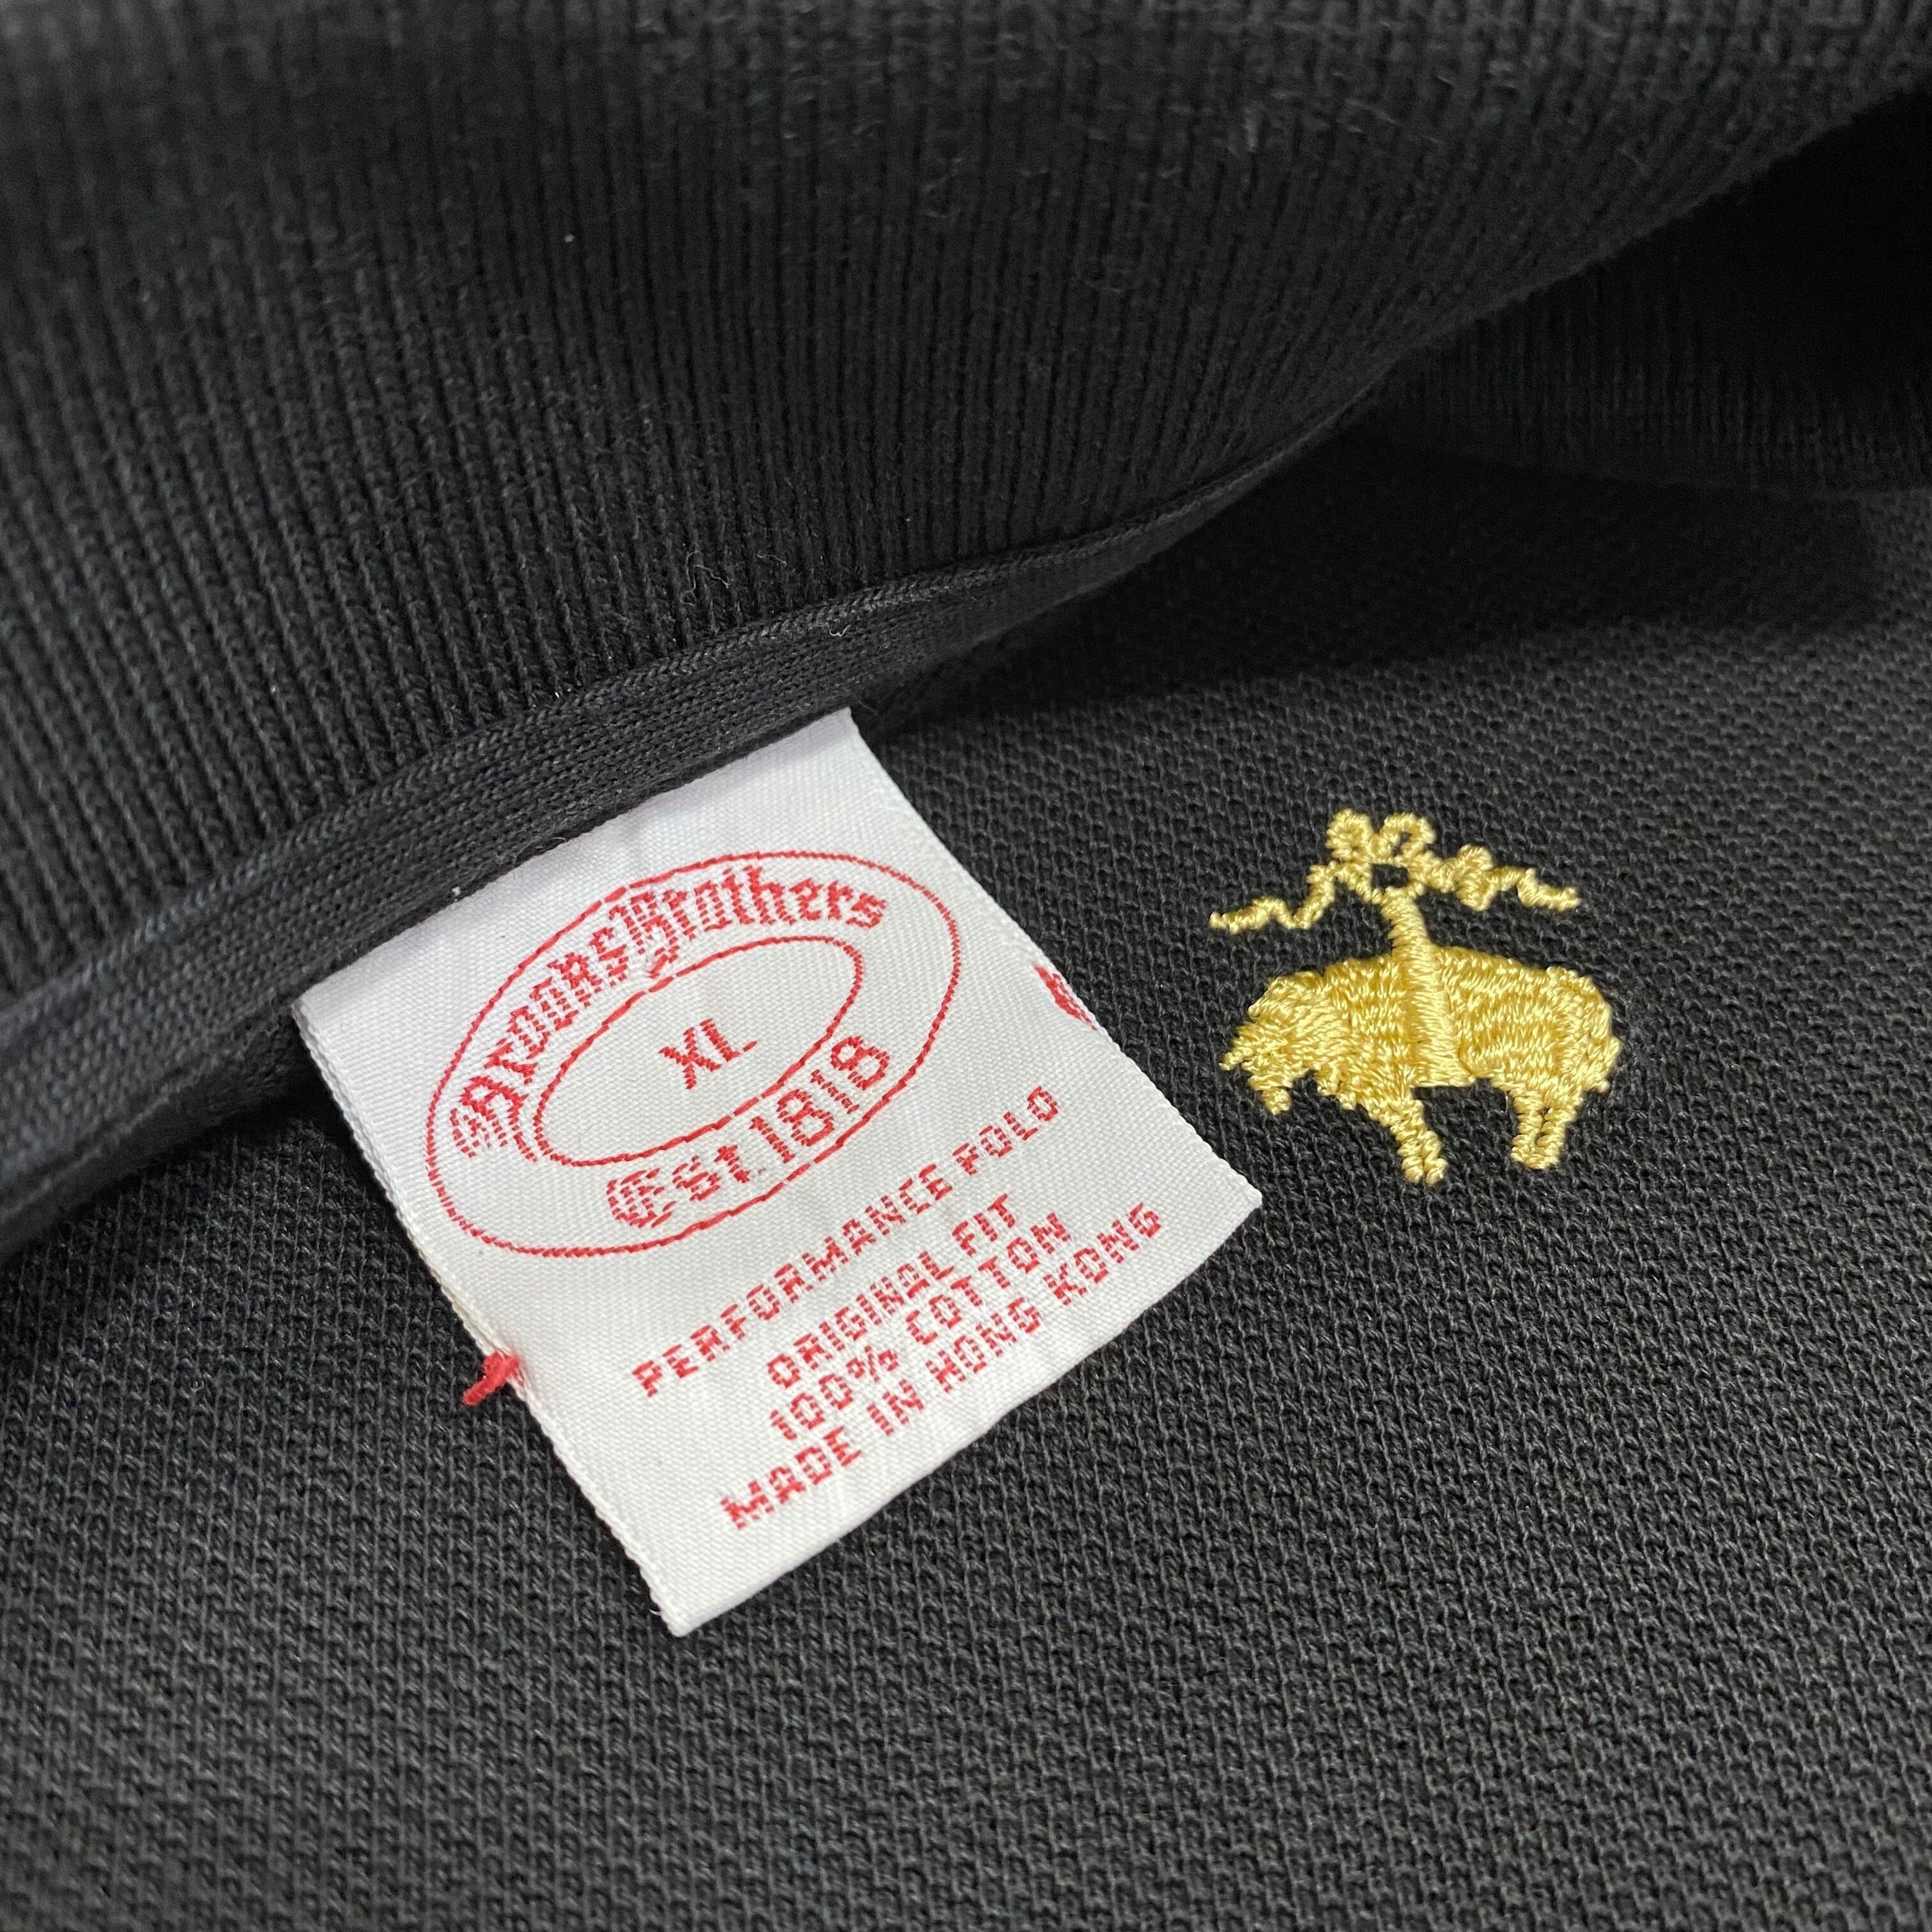 BrooksBrothers
XL
Est. 1818
PERFORMANCE POLO
ORIGINAL FIT
100% COTTON
MADE IN HONG KONG